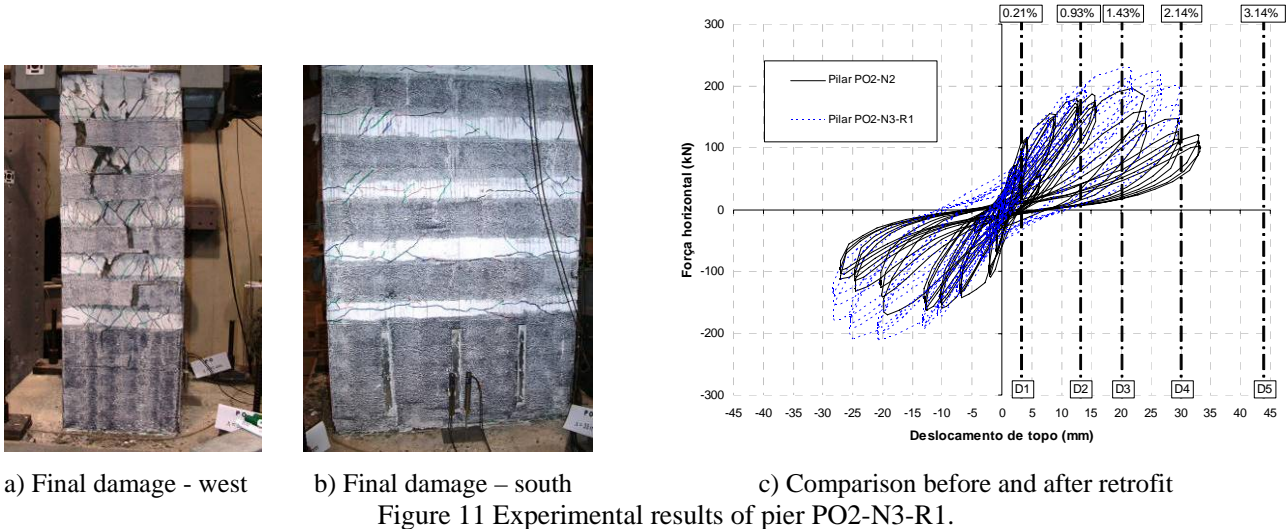 0.21% 0.93% 1.43% 2.14% 3.14%
300
200
100
0
-100
-200
-300
Pilar PO2-N2
Pilar PO2-N3-R1
Força horizontal (kN)
D1 D2 D3 D4 D5
-45 -40 -35 -30 -25 -20 -15 -10 -5 0 5 10 15 20 25 30 35 40 45
Deslocamento de topo (mm)
a) Final damage - west
b) Final damage – south
c) Comparison before and after retrofit
Figure 11 Experimental results of pier PO2-N3-R1.